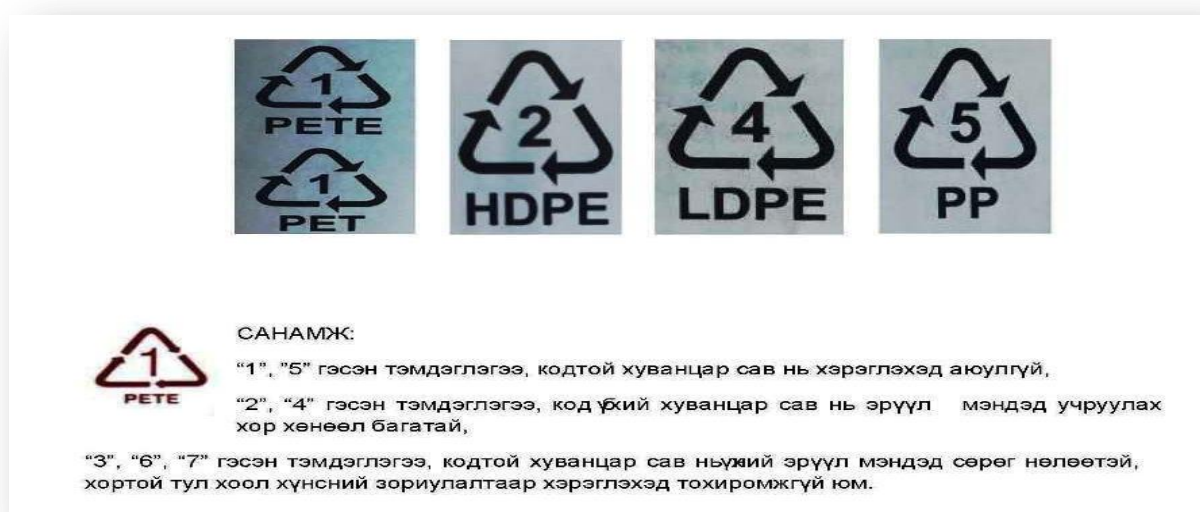 1
PETE
1
PET
2
HDPE
4
LDPE
5
PP
1
PETE
САНАМЖ:
“1”, ”5” гэсэн тэмдэглэгээ, кодтой хуванцар сав нь хэрэглэхэд аюулгүй,
“2”, “4” гэсэн тэмдэглэгээ, код хуванцар сав нь эрүүл мэндэд учруулах
хор хөнөөл багатай,
“3”, “6”, “7” гэсэн тэмдэглэгээ, кодтой хуванцар сав нь эрүүл мэндэд сөрөг нөлөөтэй,
хортой тул хоол хүнсний зориулалтаар хэрэглэхэд тохиромжгүй юм.